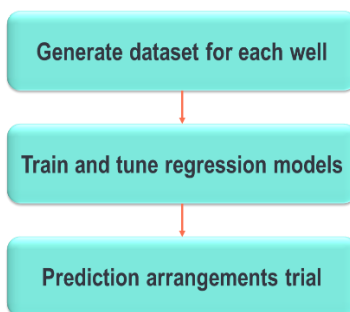 Generate dataset for each well
Train and tune regression models
Prediction arrangements trial